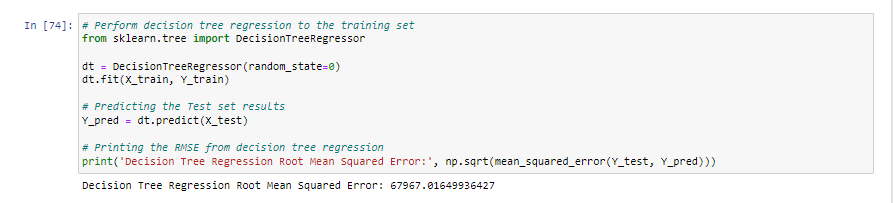 In [74]: # Perform decision tree regression to the training set
from sklearn.tree import DecisionTreeRegressor
dt = DecisionTreeRegressor(random_state=0)
dt.fit(X_train, Y_train)
# Predicting the Test set results
Y_pred = dt.predict(X_test)
# Printing the RMSE from decision tree regression
print('Decision Tree Regression Root Mean Squared Error:', np.sqrt(mean_squared_error(Y_test, Y_pred)))
Decision Tree Regression Root Mean Squared Error: 67967.01649936427